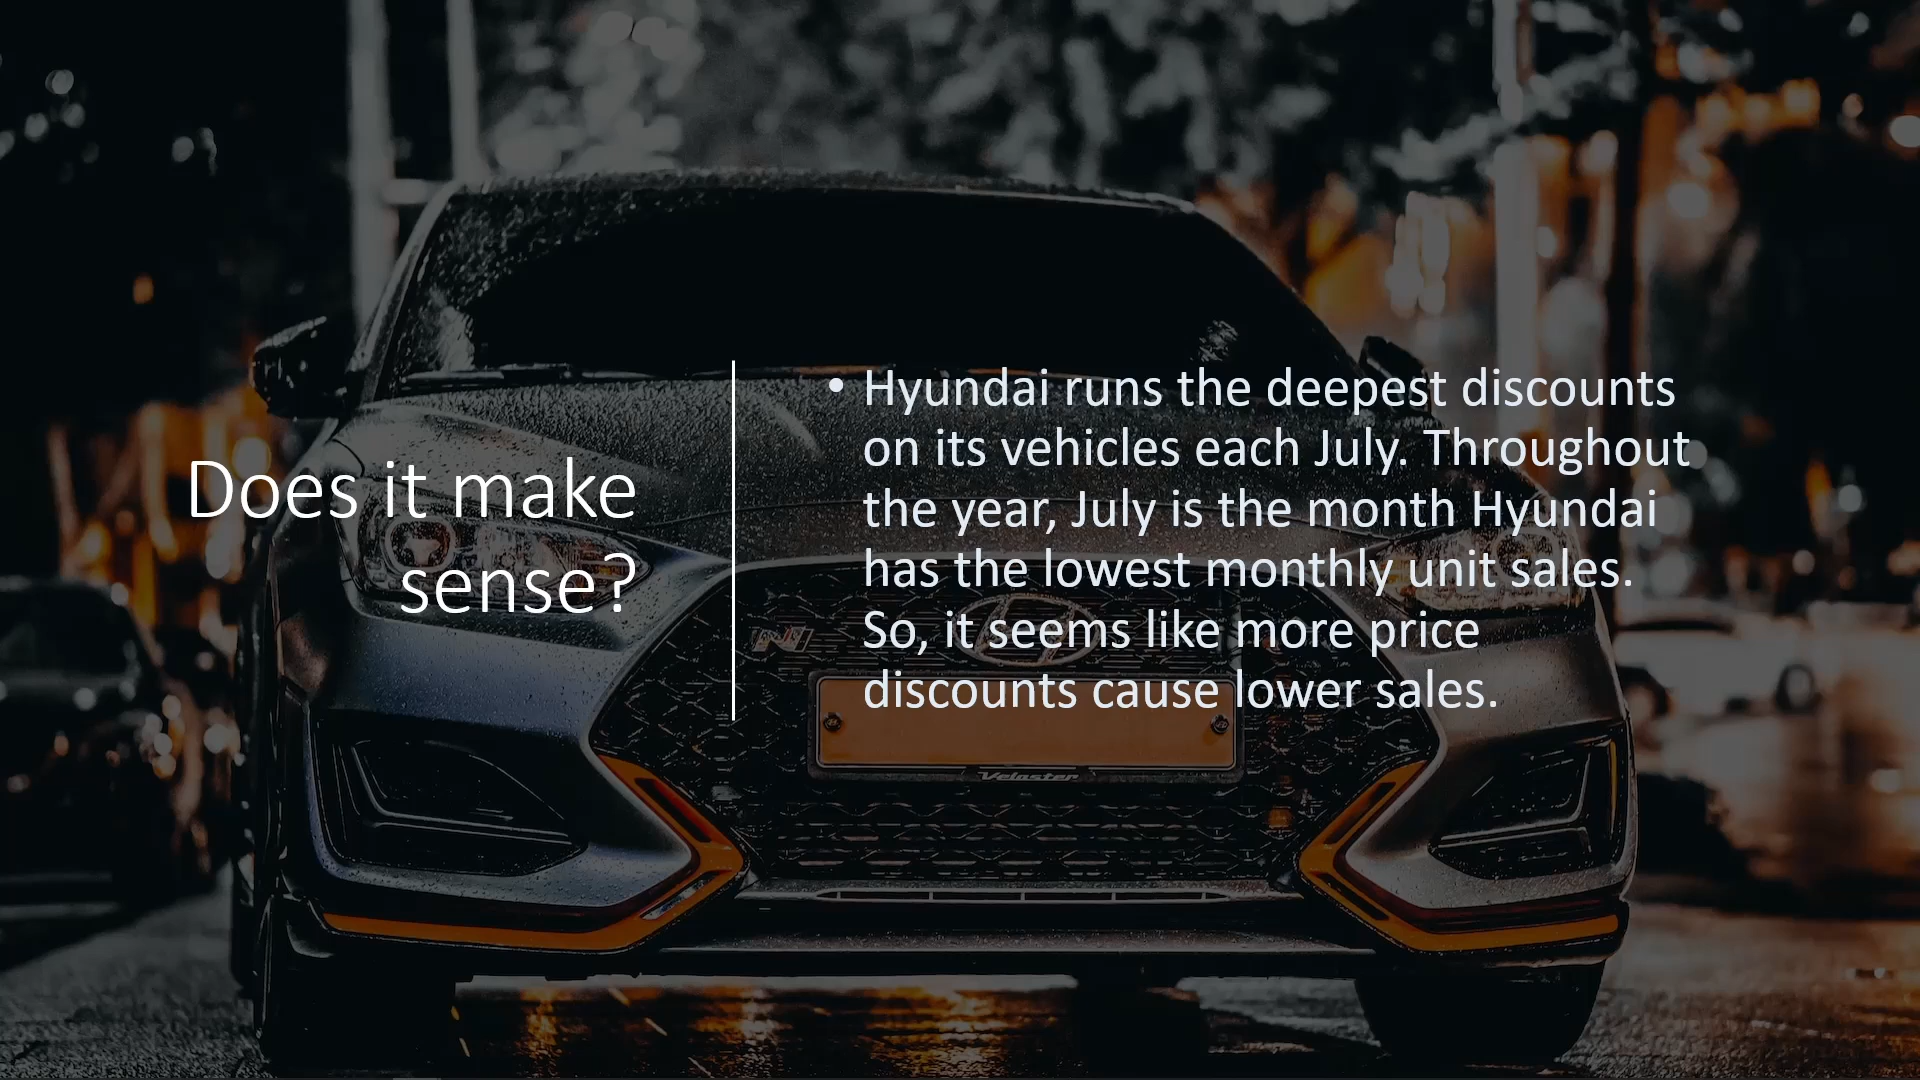 Does it make
sense?
• Hyundai runs the deepest discounts
on its vehicles each July. Throughout
the year, July is the month Hyundai
has the lowest monthly unit sales.
So, it seems like more price
discounts cause lower sales.
N
Veloster